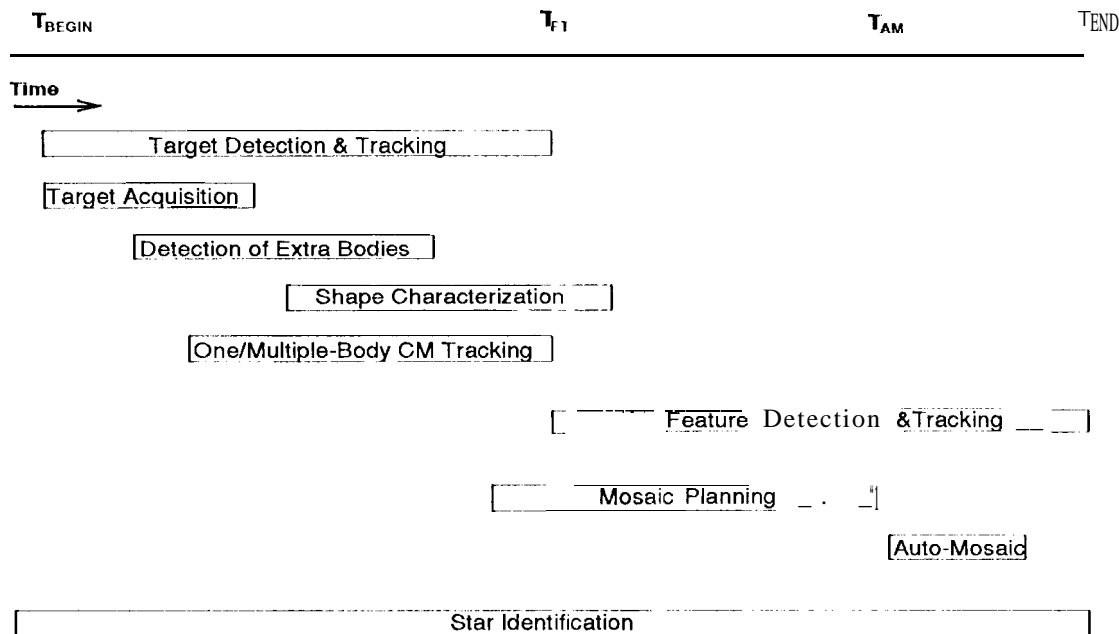 TBEGIN TFT TAM TEND
Time
Target Detection & Tracking
Target Acquisition
Detection of Extra Bodies
Shape Characterization
One/Multiple-Body CM Tracking
Feature Detection &Tracking
Mosaic Planning
Auto-Mosaic
Star Identification